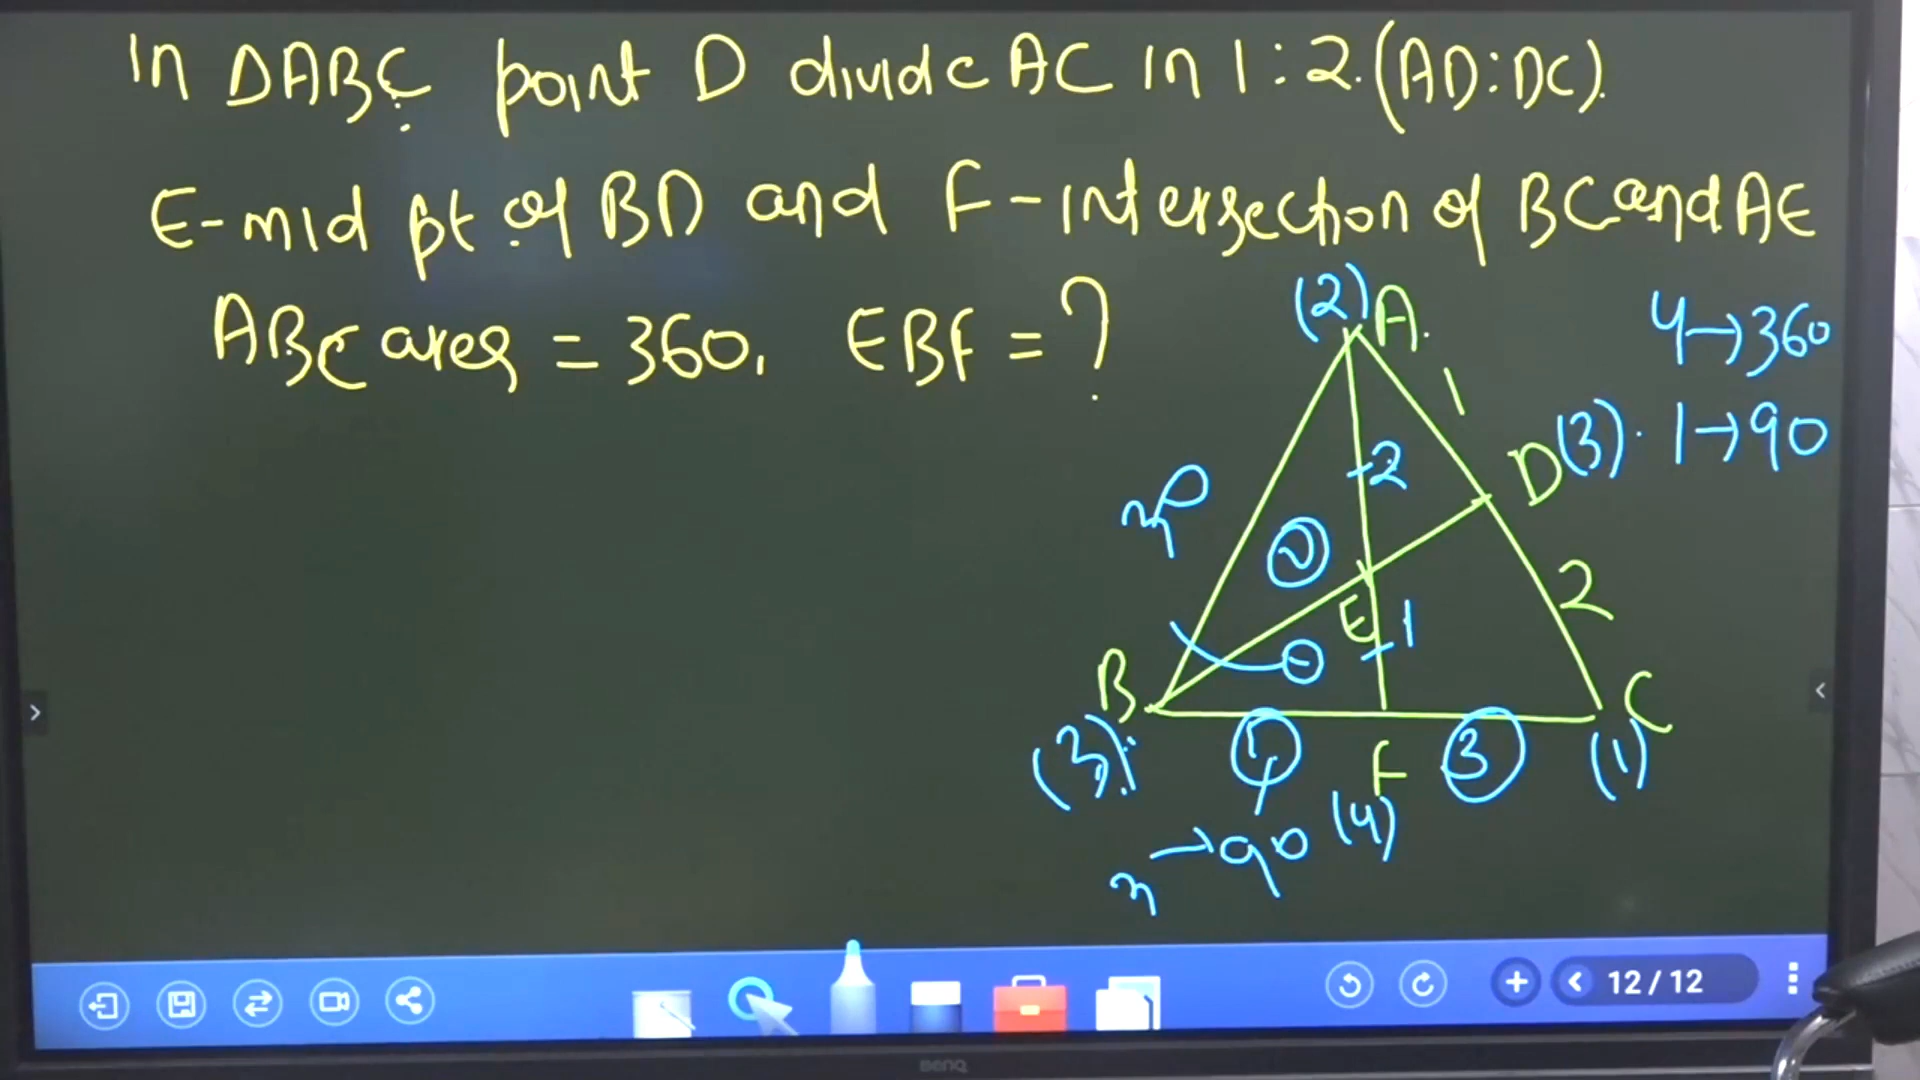 In ΔABC point D divide AC in 1:2. (AD:DC).
E-mid pt of BD and F-intersection of BC and AE
ABC area = 360, EBF = ?
(2) A
4→360
1
D (3)
1→90
2
2
E
1
2
B
C
(3)
1
F
3
(1)
→90
(4)
12/12
BENQ